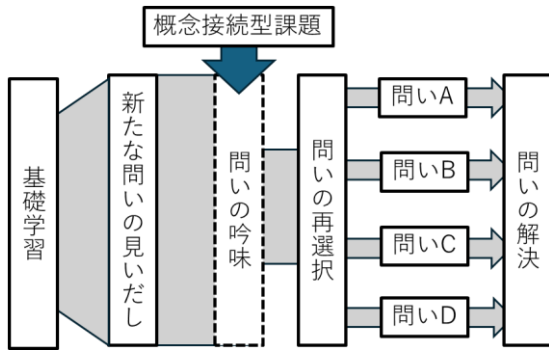 概念接続型課題
基礎学習
新たな問いの見いだし
問いの吟味
問いの再選択
問いA
問いB
問いC
問いD
問いの解決